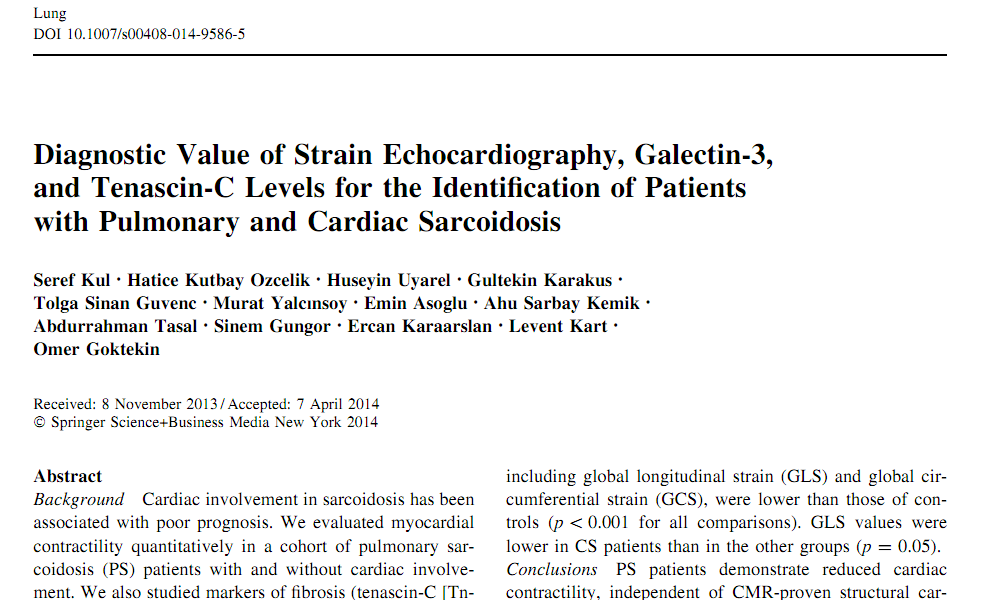 Lung
DOI 10.1007/s00408-014-9586-5
Diagnostic Value of Strain Echocardiography, Galectin-3,
and Tenascin-C Levels for the Identification of Patients
with Pulmonary and Cardiac Sarcoidosis
Seref Kul · Hatice Kutbay Ozcelik · Huseyin Uyarel · Gultekin Karakus ·
Tolga Sinan Guvenc · Murat Yalcınsoy · Emin Asoglu · Ahu Sarbay Kemik ·
Abdurrahman Tasal · Sinem Gungor · Ercan Karaarslan · Levent Kart ·
Omer Goktekin
Received: 8 November 2013 / Accepted: 7 April 2014
© Springer Science+Business Media New York 2014
Abstract
Background Cardiac involvement in sarcoidosis has been
associated with poor prognosis. We evaluated myocardial
contractility quantitatively in a cohort of pulmonary sar-
coidosis (PS) patients with and without cardiac involve-
ment. We also studied markers of fibrosis (tenascin-C [Tn-
including global longitudinal strain (GLS) and global cir-
cumferential strain (GCS), were lower than those of con-
trols (p < 0.001 for all comparisons). GLS values were
lower in CS patients than in the other groups (p = 0.05).
Conclusions PS patients demonstrate reduced cardiac
contractility, independent of CMR-proven structural car-